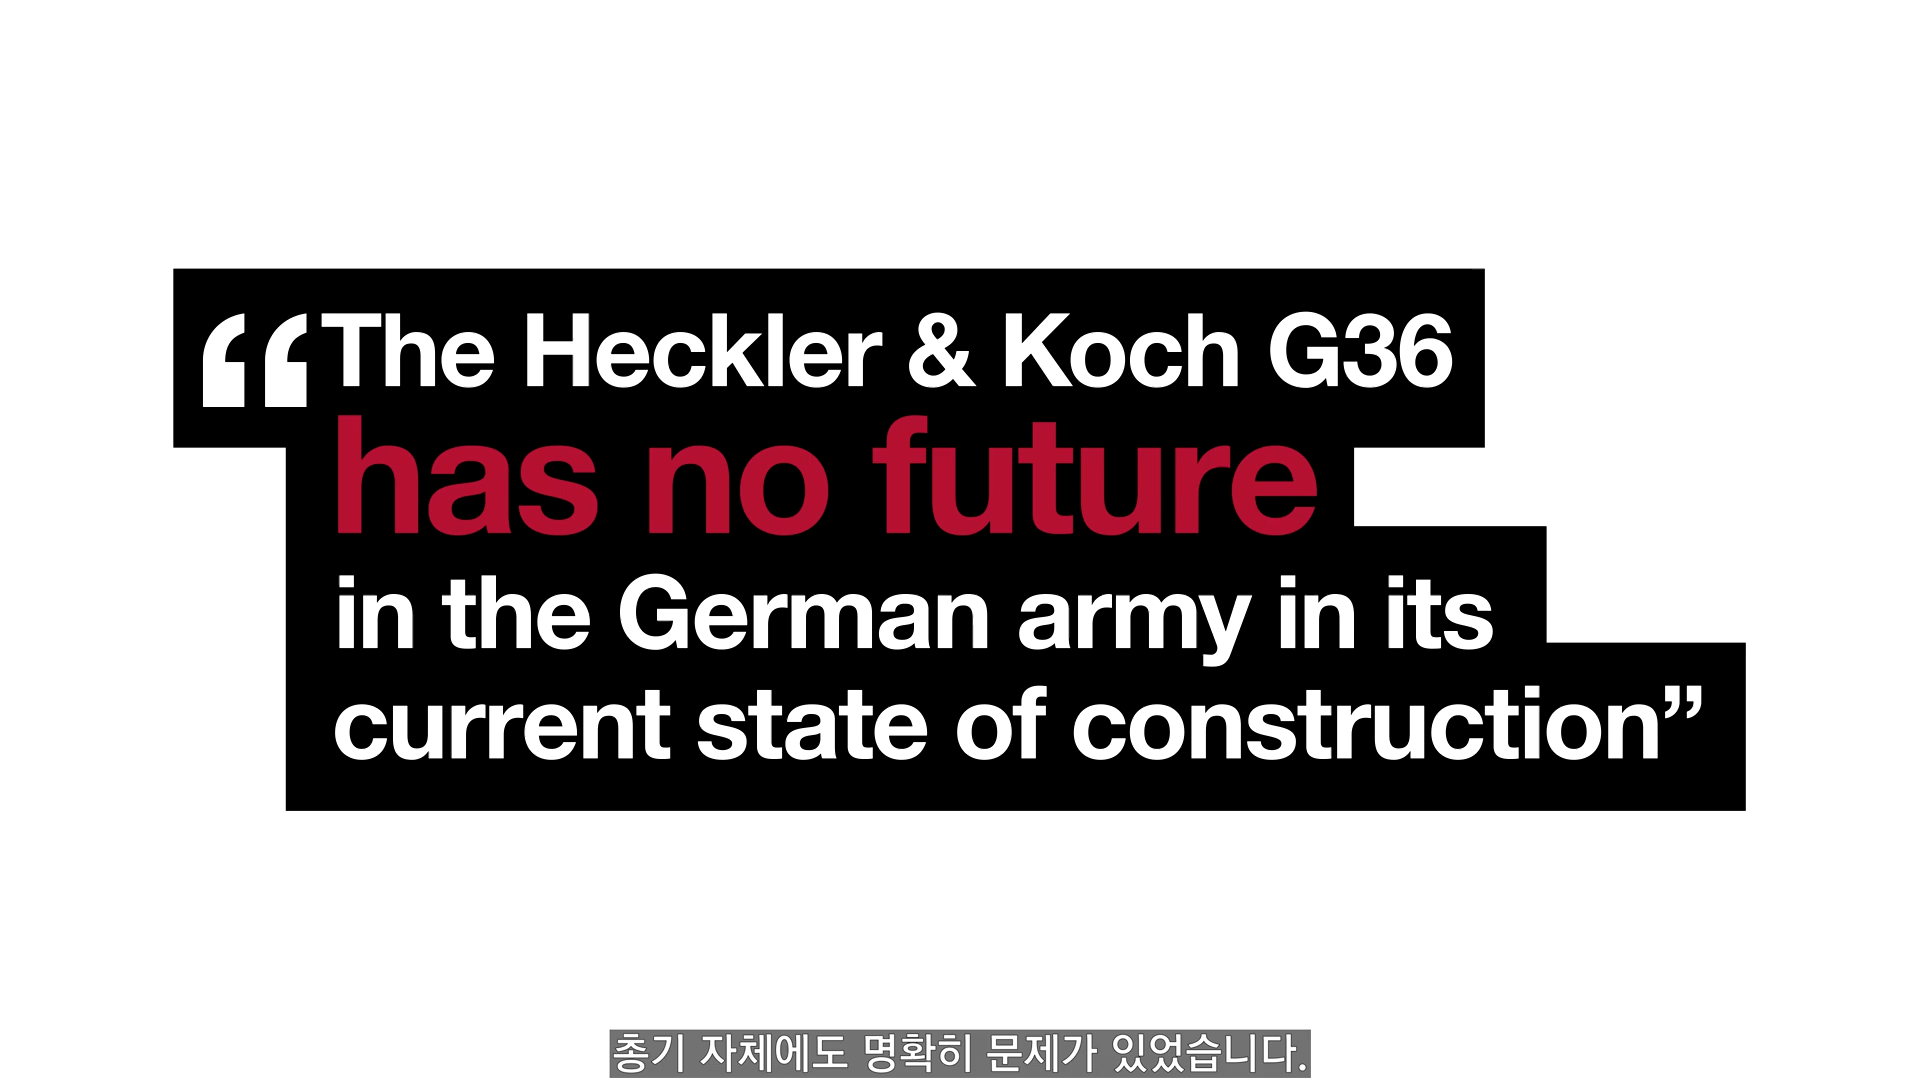 “The Heckler & Koch G36
has no future
in the German army in its
current state of construction”
총기 자체에도 명확히 문제가 있었습니다.